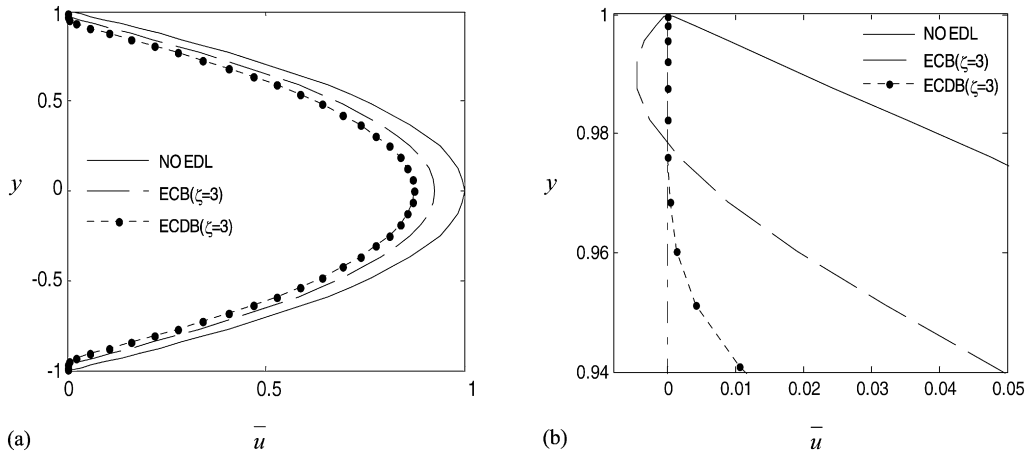 1
0.5
y
0
-0.5
-1
NO EDL
ECB(ζ=3)
ECDB(ζ=3)
0
0.5
1
(a)
u̅
1
0.98
y
0.96
0.94
NO EDL
ECB(ζ=3)
ECDB(ζ=3)
0
0.01
0.02
0.03
0.04
0.05
(b)
u̅